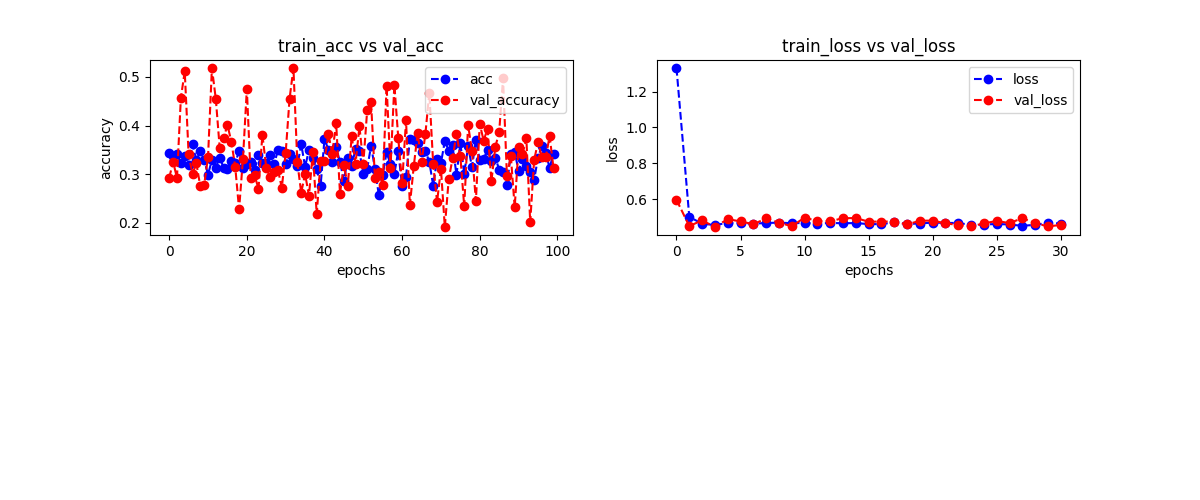 train_acc vs val_acc
accuracy
0.5
0.4
0.3
0.2
acc
val_accuracy
0
20
40
60
80
100
epochs
train_loss vs val_loss
loss
1.2
1.0
0.8
0.6
loss
val_loss
0
5
10
15
20
25
30
epochs